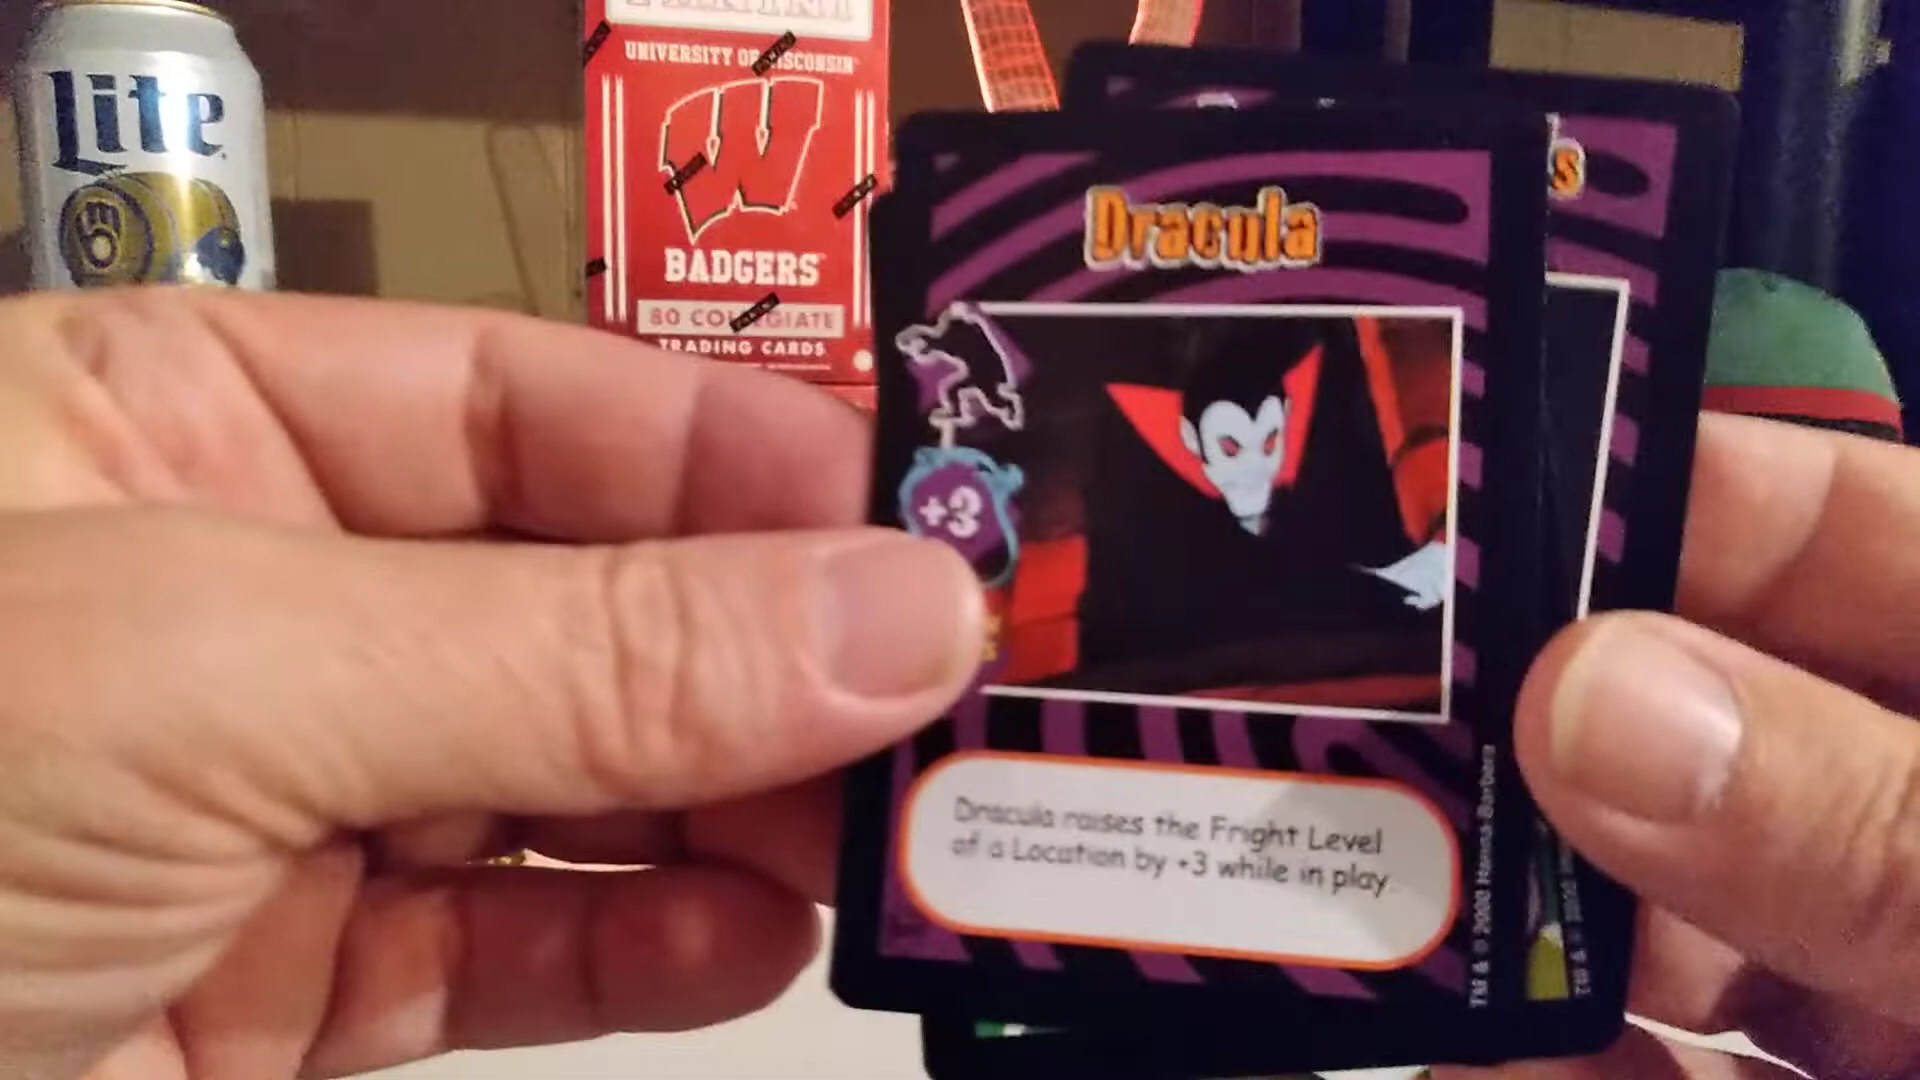 Lite
PANINI
UNIVERSITY OF WISCONSIN
BADGERS
80 COLLEGIATE
TRADING CARDS
Dracula
s
+3
Dracula raises the Fright Level
of a Location by +3 while in play.
TM & © 2000 Hanna-Barbera